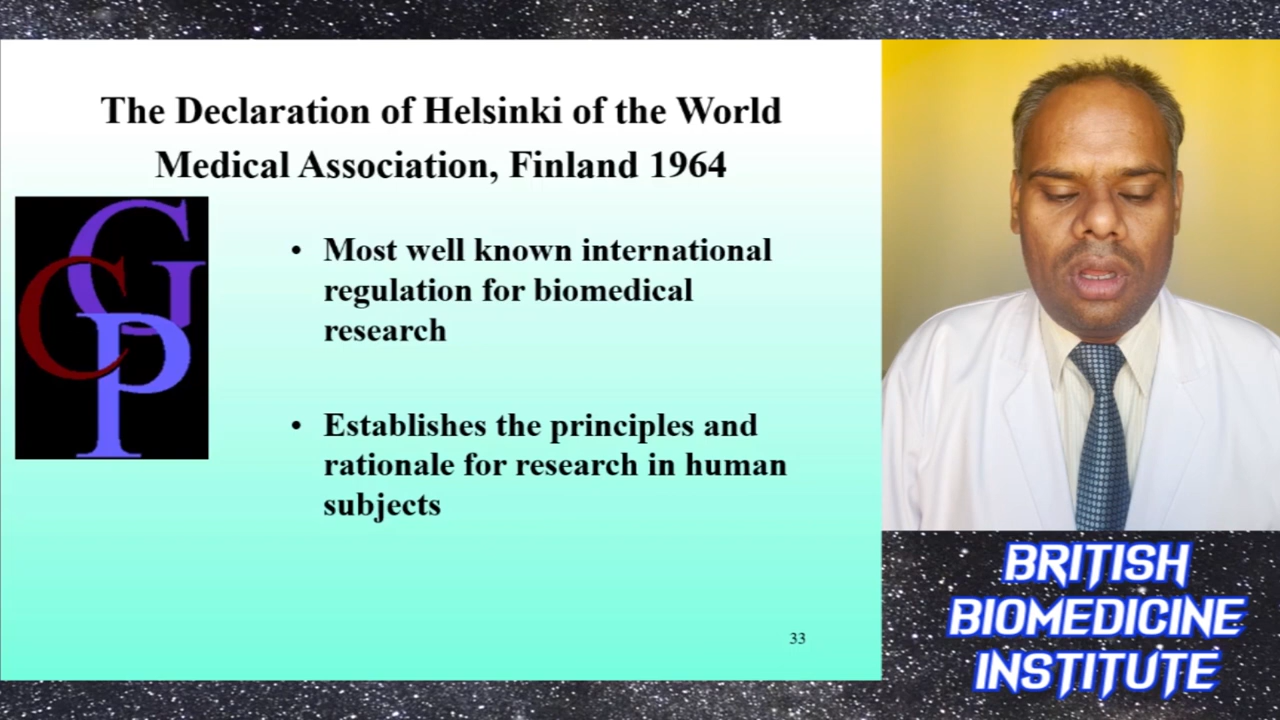 The Declaration of Helsinki of the World
Medical Association, Finland 1964
GCP
• Most well known international
regulation for biomedical
research
• Establishes the principles and
rationale for research in human
subjects
33
BRITISH
BIOMEDICINE
INSTITUTE